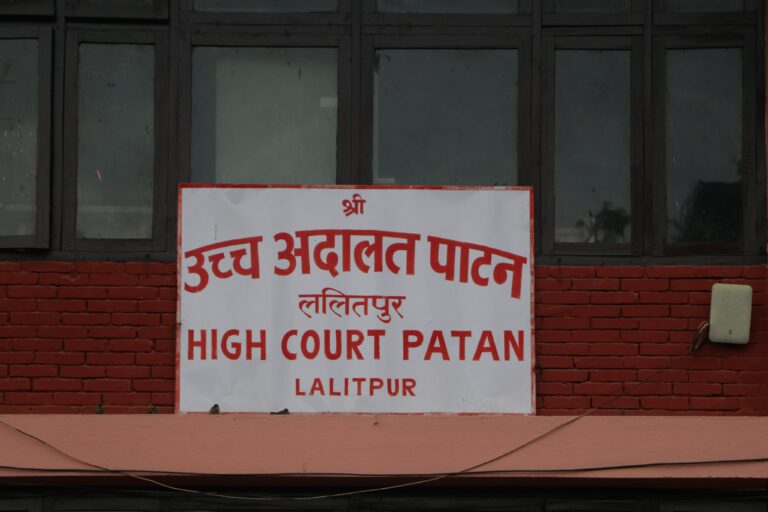 श्री
उच्च अदालत पाटन
ललितपुर
HIGH COURT PATAN
LALITPUR